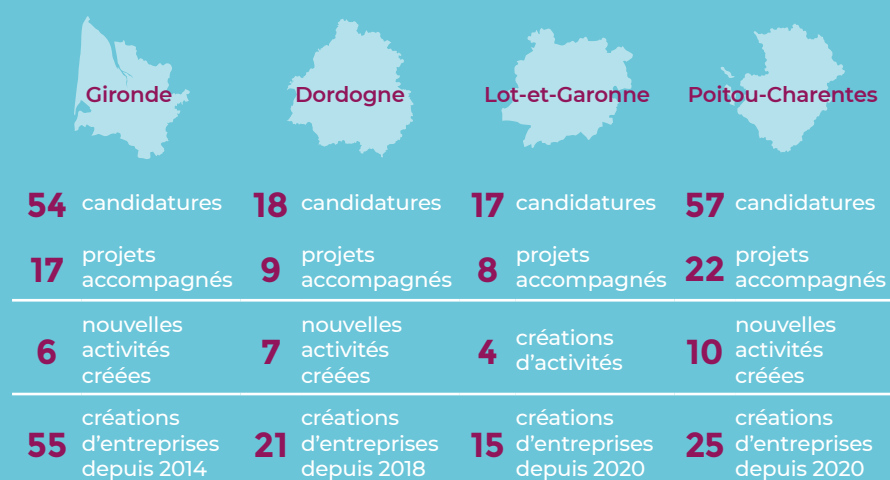 Gironde
Dordogne
Lot-et-Garonne
Poitou-Charentes
54 candidatures
18 candidatures
17 candidatures
57 candidatures
17 projets
accompagnés
9 projets
accompagnés
8 projets
accompagnés
22 projets
accompagnés
6 nouvelles
activités
créées
7 nouvelles
activités
créées
4 créations
d'activités
10 nouvelles
activités
créées
55 créations
d'entreprises
depuis 2014
21 créations
d'entreprises
depuis 2018
15 créations
d'entreprises
depuis 2020
25 créations
d'entreprises
depuis 2020